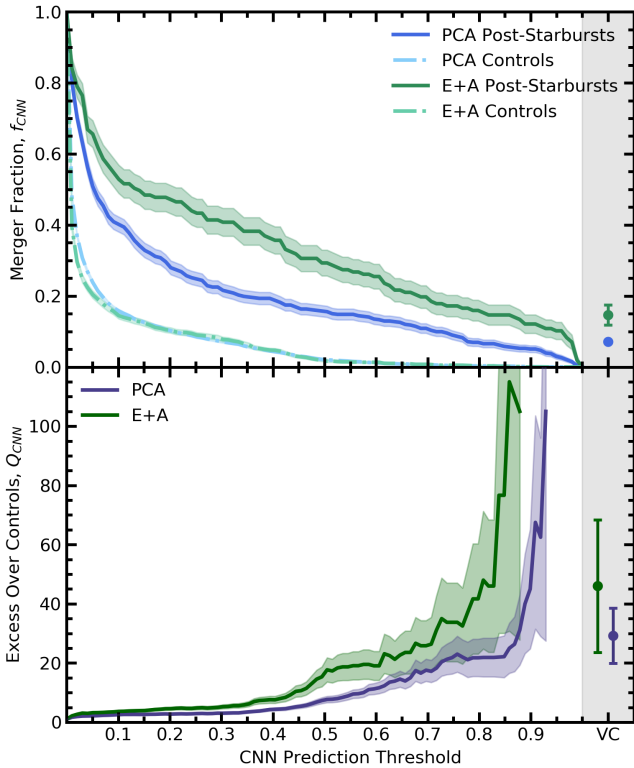 1.0
0.8
0.6
0.4
0.2
0.0
Merger Fraction, f_CNN
PCA Post-Starbursts
PCA Controls
E+A Post-Starbursts
E+A Controls
100
80
60
40
20
0
Excess Over Controls, Q_CNN
PCA
E+A
0.1 0.2 0.3 0.4 0.5 0.6 0.7 0.8 0.9 VC
CNN Prediction Threshold